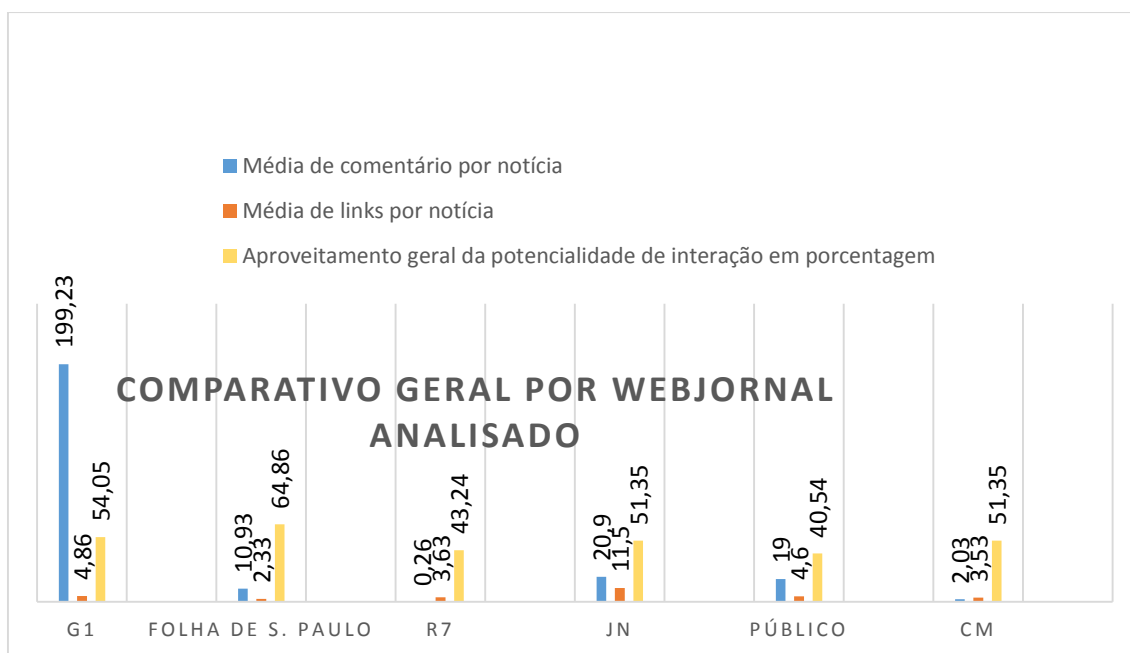 Média de comentário por notícia
Média de links por notícia
Aproveitamento geral da potencialidade de interação em porcentagem
COMPARATIVO GERAL POR WEBJORNAL
ANALISADO
199,23
4,86
54,05
10,93
2,33
64,86
0,26
3,63
43,24
20,9
11,5
51,35
19
4,6
40,54
2,03
3,53
51,35
G1
FOLHA DE S. PAULO
R7
JN
PÚBLICO
CM